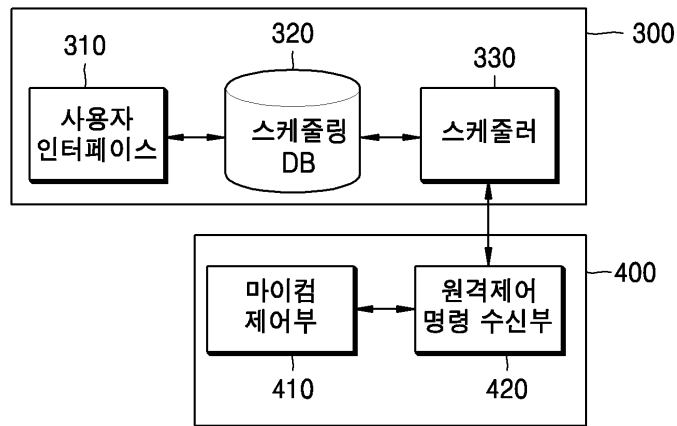 310
320
330
300
사용자
인터페이스
스케줄링
DB
스케줄러
마이컴
제어부
원격제어
명령 수신부
400
410
420